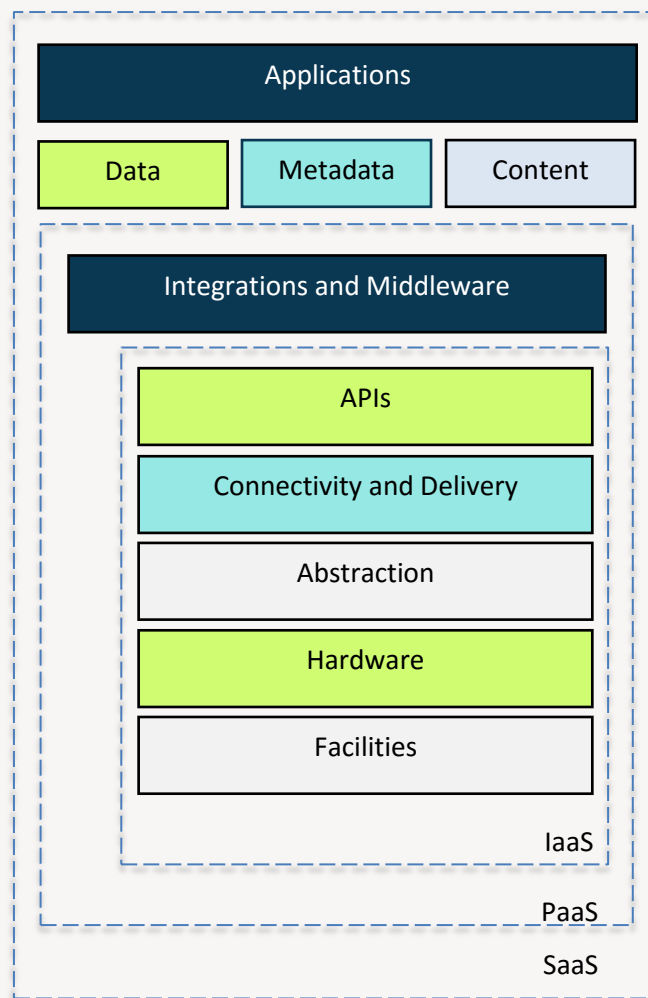 Applications
Data
Metadata
Content
Integrations and Middleware
APIs
Connectivity and Delivery
Abstraction
Hardware
Facilities
IaaS
PaaS
SaaS